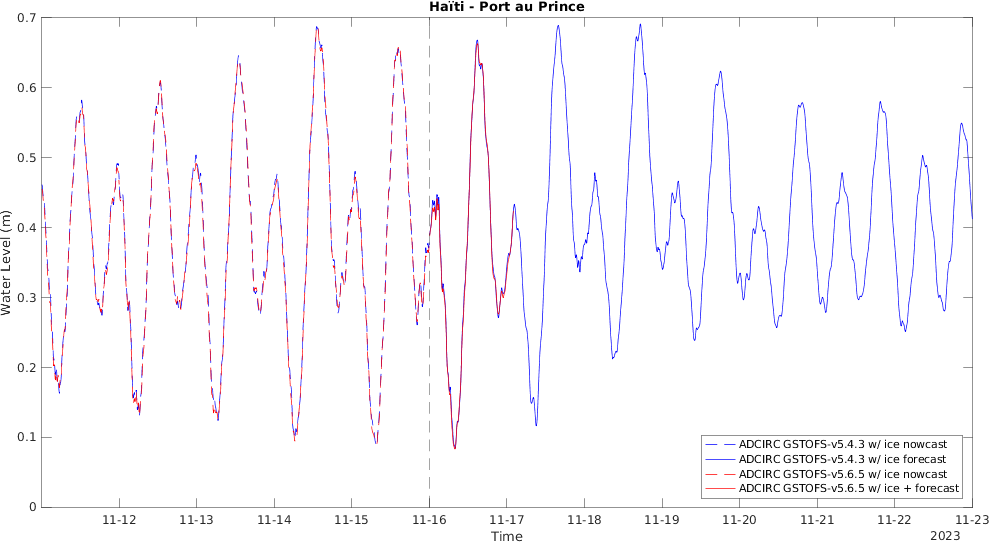 Haïti - Port au Prince
0.7
0.6
0.5
0.4
0.3
0.2
0.1
0
Water Level (m)
11-12 11-13 11-14 11-15 11-16 11-17 11-18 11-19 11-20 11-21 11-22 11-23
Time
2023
ADCIRC GSTOFS-v5.4.3 w/ ice nowcast
ADCIRC GSTOFS-v5.4.3 w/ ice forecast
ADCIRC GSTOFS-v5.6.5 w/ ice nowcast
ADCIRC GSTOFS-v5.6.5 w/ ice + forecast